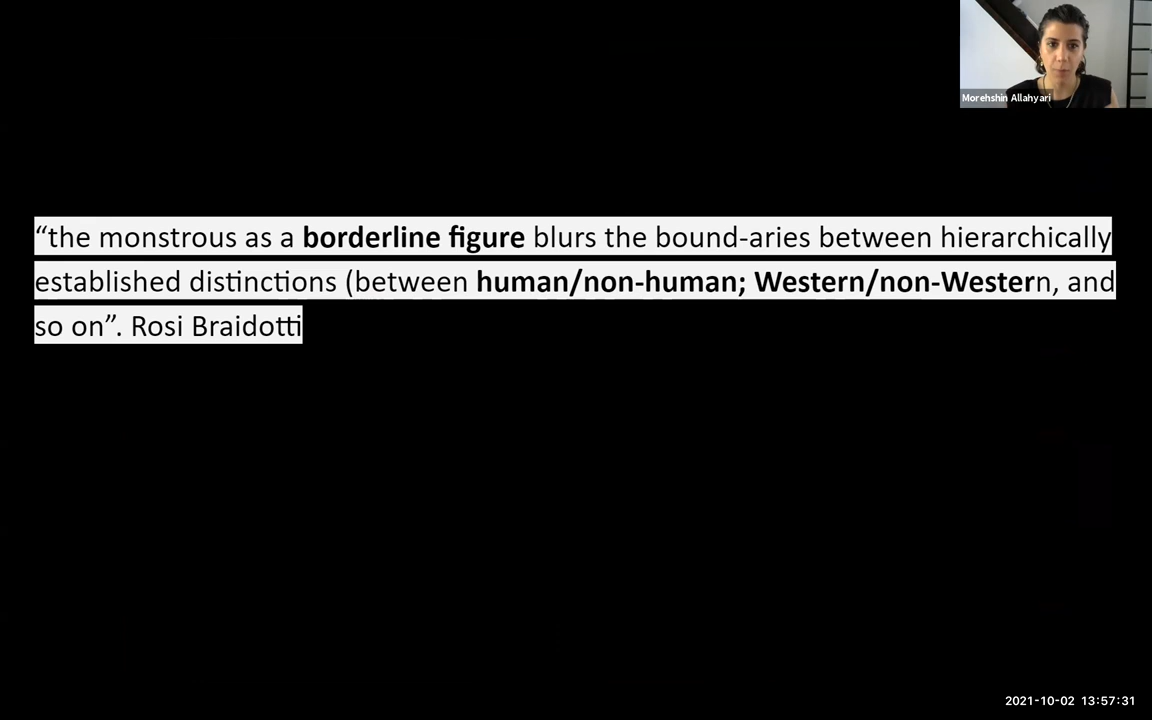 Morehshin Allahyari
“the monstrous as a borderline figure blurs the bound-aries between hierarchically
established distinctions (between human/non-human; Western/non-Western, and
so on”. Rosi Braidotti
2021-10-02 13:57:31